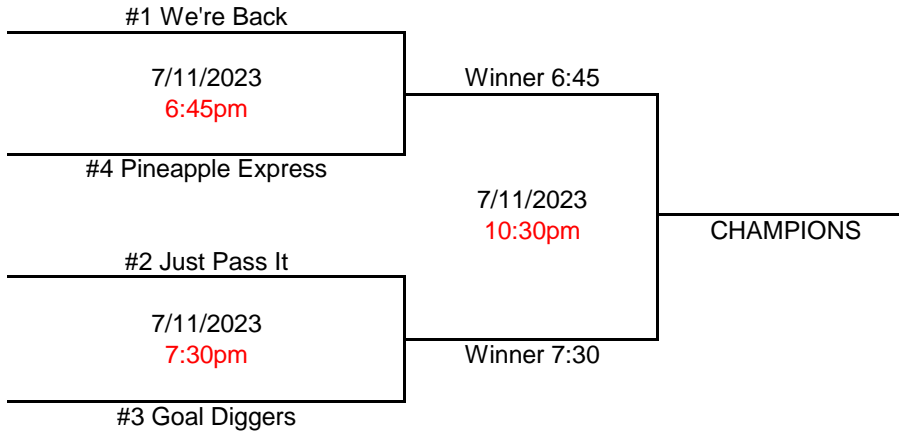 #1 We're Back
7/11/2023
6:45pm
Winner 6:45
#4 Pineapple Express
7/11/2023
10:30pm
CHAMPIONS
#2 Just Pass It
7/11/2023
7:30pm
Winner 7:30
#3 Goal Diggers